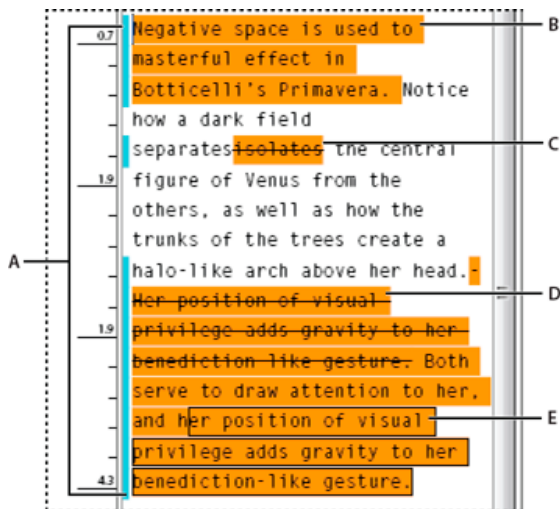 Negative space is used to
masterful effect in
Botticelli's Primavera. Notice
how a dark field
separatesisolates the central
figure of Venus from the
others, as well as how the
trunks of the trees create a
halo-like arch above her head.-
Her position of visual
privilege adds gravity to her
benediction like gesture. Both
serve to draw attention to her,
and her position of visual
privilege adds gravity to her
benediction-like gesture.
0.7
1.9
1.9
4.3
A
B
C
D
E